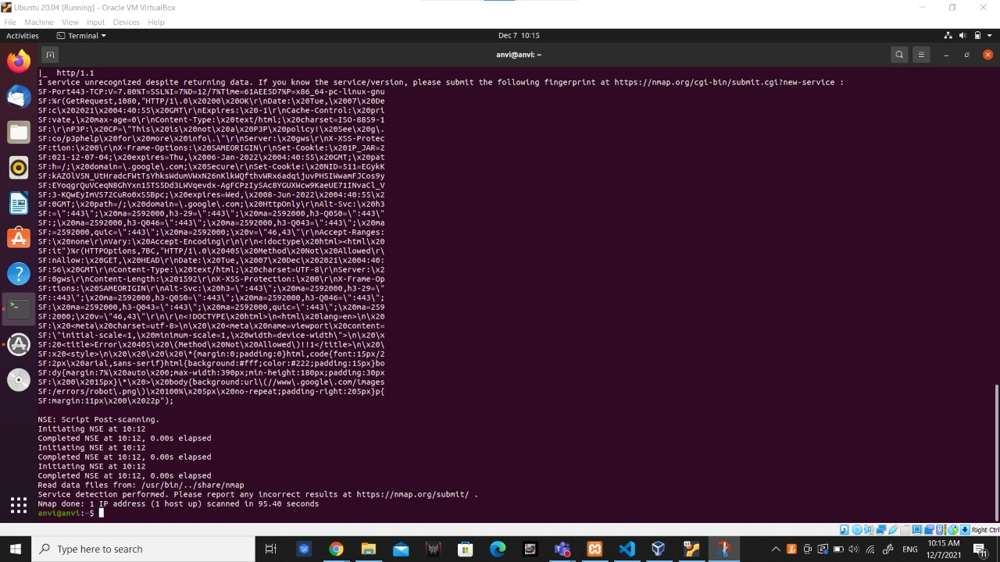 Ubuntu 20.04 [Running] - Oracle VM VirtualBox
File Machine View Input Devices Help
Activities Terminal Dec 7 10:15
anvi@anvi: ~
|_  http/1.1
1 service unrecognized despite returning data. If you know the service/version, please submit the following fingerprint at https://nmap.org/cgi-bin/submit.cgi?new-service :
SF-Port443-TCP:V=7.80%T=SSL%I=7%D=12/7%Time=61AEE5D7%P=x86_64-pc-linux-gnu
SF:%r(GetRequest,1080,"HTTP/1\.0\x20200\x20OK\r\nDate:\x20Tue,\x2007\x20De
SF:c\x202021\x2004:40:55\x20GMT\r\nExpires:\x20-1\r\nCache-Control:\x20pri
SF:vate,\x20max-age=0\r\nContent-Type:\x20text/html;\x20charset=ISO-8859-1
SF:\r\nP3P:\x20CP=\"This\x20is\x20not\x20a\x20P3P\x20policy!\x20See\x20g\.
SF:co/p3phelp\x20for\x20more\x20info\.\"\r\nServer:\x20gws\r\nX-XSS-Protec
SF:tion:\x200\r\nX-Frame-Options:\x20SAMEORIGIN\r\nSet-Cookie:\x201P_JAR=2
SF:021-12-07-04;\x20expires=Thu,\x2006-Jan-2022\x2004:40:55\x20GMT;\x20pat
SF:h=/;\x20domain=\.google\.com;\x20Secure\r\nSet-Cookie:\x20NID=511=EGykK
SF:kAZOlV5N_UtHradcFWtTsYhksWdumVWxN26nKlkWQfthvWRx6adqijuvPHSIWwamFJCos9y
SF:EYoqgrQuVCeqN8GhYxn15TS5Dd3LWVqevdx-AgFCPzIySAc8YGUXWcw9KaeUE71INvaCl_V
SF:3-KQwEyImVS72CuRo0xS5Bpc;\x20expires=Wed,\x2008-Jun-2022\x2004:40:55\x2
SF:0GMT;\x20path=/;\x20domain=\.google\.com;\x20HttpOnly\r\nAlt-Svc:\x20h3
SF:=\":443\";\x20ma=2592000,h3-29=\":443\";\x20ma=2592000,h3-Q050=\":443\"
SF:;\x20ma=2592000,h3-Q046=\":443\";\x20ma=2592000,h3-Q043=\":443\";\x20ma
SF:=2592000,quic=\":443\";\x20ma=2592000;\x20v=\"46,43\"\r\nAccept-Ranges:
SF:\x20none\r\nVary:\x20Accept-Encoding\r\n\r\n<!doctype\x20html><html\x20
SF:it")%r(HTTPOptions,7BC,"HTTP/1\.0\x20405\x20Method\x20Not\x20Allowed\r\
SF:nAllow:\x20GET,\x20HEAD\r\nDate:\x20Tue,\x2007\x20Dec\x202021\x2004:40:
SF:56\x20GMT\r\nContent-Type:\x20text/html;\x20charset=UTF-8\r\nServer:\x2
SF:0gws\r\nContent-Length:\x201592\r\nX-XSS-Protection:\x200\r\nX-Frame-Op
SF:tions:\x20SAMEORIGIN\r\nAlt-Svc:\x20h3=\":443\";\x20ma=2592000,h3-29=\"
SF::443\";\x20ma=2592000,h3-Q050=\":443\";\x20ma=2592000,h3-Q046=\":443\";
SF:\x20ma=2592000,h3-Q043=\":443\";\x20ma=2592000,quic=\":443\";\x20ma=259
SF:2000;\x20v=\"46,43\"\r\n\r\n<!DOCTYPE\x20html>\n<html\x20lang=en>\n\x20
SF:\x20<meta\x20charset=utf-8>\n\x20\x20<meta\x20name=viewport\x20content=
SF:\"initial-scale=1,\x20minimum-scale=1,\x20width=device-width\">\n\x20\x
SF:20<title>Error\x20405\x20\(Method\x20Not\x20Allowed\)!!1</title>\n\x20\
SF:x20<style>\n\x20\x20\x20\x20\*{margin:0;padding:0}html,code{font:15px/2
SF:2px\x20arial,sans-serif}html{background:#fff;color:#222;padding:15px}bo
SF:dy{margin:7%\x20auto\x200;max-width:390px;min-height:180px;padding:30px
SF:\x200\x2015px}\*\x20>\x20body{background:url\(//www\.google\.com/images
SF:/errors/robot\.png\)\x20100%\x205px\x20no-repeat;padding-right:205px}p{
SF:margin:11px\x200\x2022p");
NSE: Script Post-scanning.
Initiating NSE at 10:12
Completed NSE at 10:12, 0.00s elapsed
Initiating NSE at 10:12
Completed NSE at 10:12, 0.00s elapsed
Initiating NSE at 10:12
Completed NSE at 10:12, 0.00s elapsed
Read data files from: /usr/bin/../share/nmap
Service detection performed. Please report any incorrect results at https://nmap.org/submit/ .
Nmap done: 1 IP address (1 host up) scanned in 95.40 seconds
anvi@anvi:~$
Right Ctrl
Type here to search
ENG
10:15 AM
12/7/2021
11